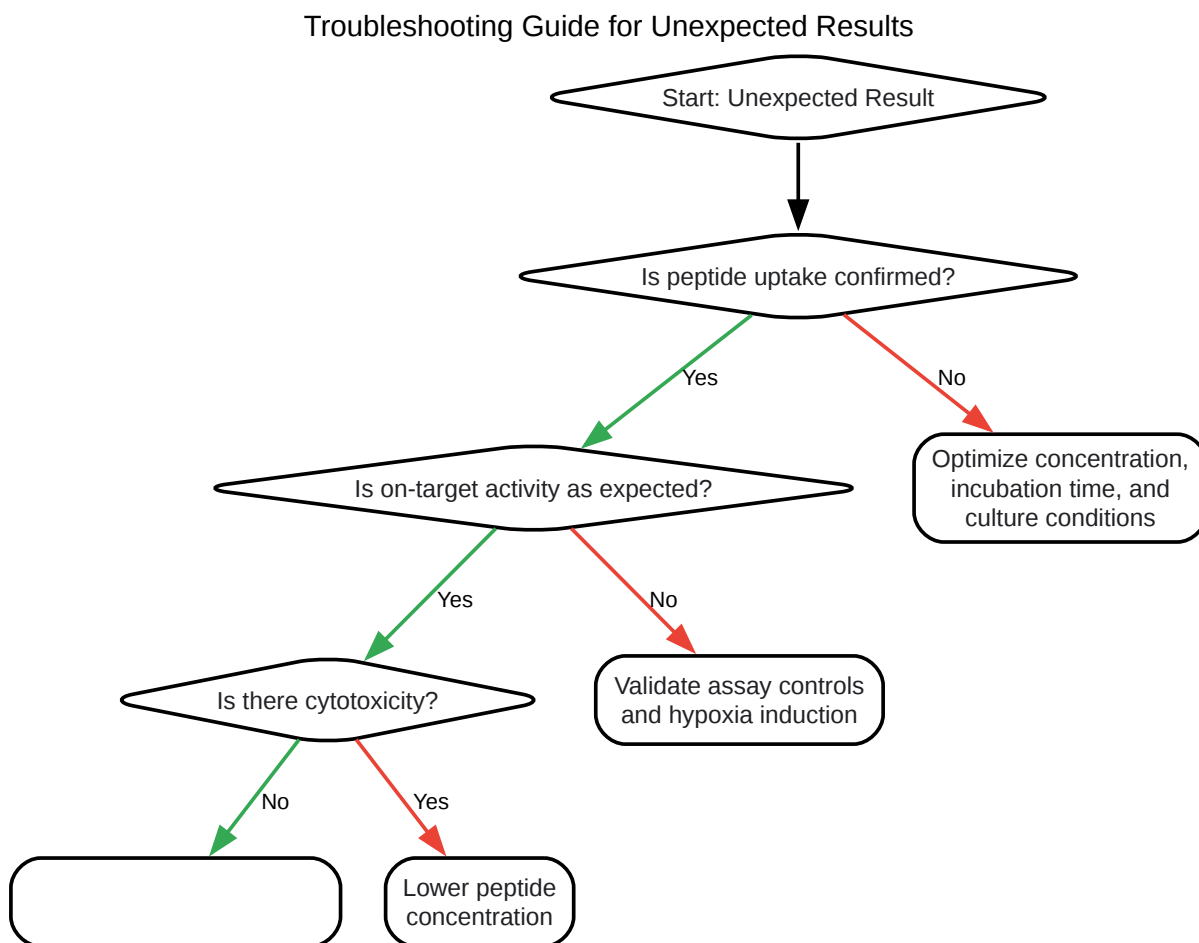 Troubleshooting Guide for Unexpected Results
Start: Unexpected Result
Is peptide uptake confirmed?
Yes
No
Optimize concentration,
incubation time, and
culture conditions
Is on-target activity as expected?
Yes
No
Validate assay controls
and hypoxia induction
Is there cytotoxicity?
No
Yes
Lower peptide
concentration